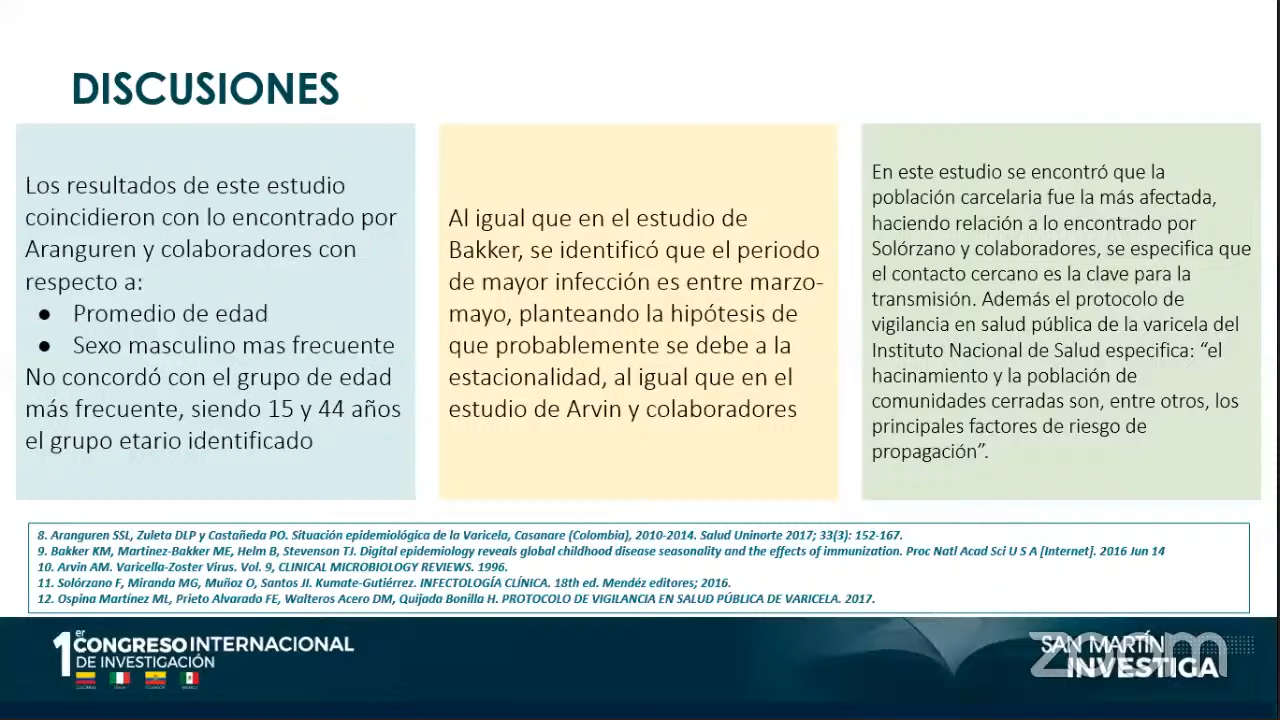 DISCUSIONES
Los resultados de este estudio
coincidieron con lo encontrado por
Aranguren y colaboradores con
respecto a:
● Promedio de edad
● Sexo masculino mas frecuente
No concordó con el grupo de edad
más frecuente, siendo 15 y 44 años
el grupo etario identificado
Al igual que en el estudio de
Bakker, se identificó que el periodo
de mayor infección es entre marzo-
mayo, planteando la hipótesis de
que probablemente se debe a la
estacionalidad, al igual que en el
estudio de Arvin y colaboradores
En este estudio se encontró que la
población carcelaria fue la más afectada,
haciendo relación a lo encontrado por
Solórzano y colaboradores, se especifica que
el contacto cercano es la clave para la
transmisión. Además el protocolo de
vigilancia en salud pública de la varicela del
Instituto Nacional de Salud especifica: “el
hacinamiento y la población de
comunidades cerradas son, entre otros, los
principales factores de riesgo de
propagación”.
8. Aranguren SSL, Zuleta DLP y Castañeda PO. Situación epidemiológica de la Varicela, Casanare (Colombia), 2010-2014. Salud Uninorte 2017; 33(3): 152-167.
9. Bakker KM, Martinez-Bakker ME, Helm B, Stevenson TJ. Digital epidemiology reveals global childhood disease seasonality and the effects of immunization. Proc Natl Acad Sci U S A [Internet]. 2016 Jun 14
10. Arvin AM. Varicella-Zoster Virus. Vol. 9, CLINICAL MICROBIOLOGY REVIEWS. 1996.
11. Solórzano F, Miranda MG, Muñoz O, Santos JI. Kumate-Gutiérrez. INFECTOLOGÍA CLÍNICA. 18th ed. Mendéz editores; 2016.
12. Ospina Martínez ML, Prieto Alvarado FE, Walteros Acero DM, Quijada Bonilla H. PROTOCOLO DE VIGILANCIA EN SALUD PÚBLICA DE VARICELA. 2017.
1er CONGRESO INTERNACIONAL
DE INVESTIGACIÓN
SAN MARTÍN
INVESTIGA
zoom